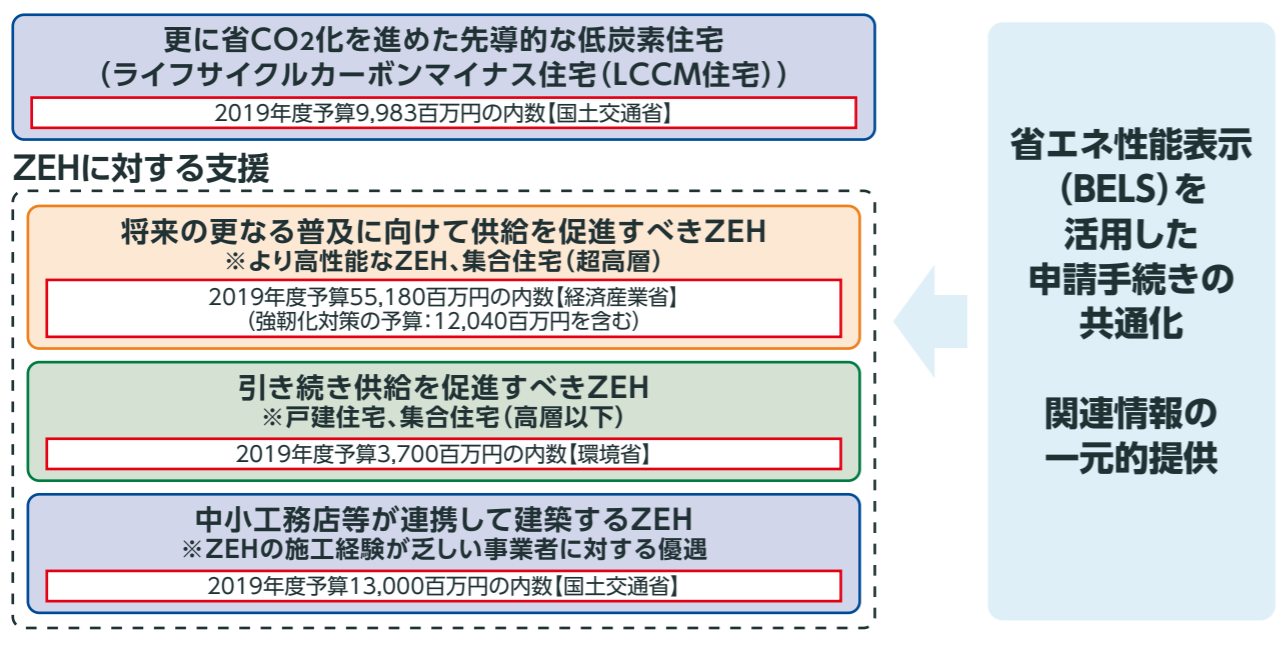 更に省CO2化を進めた先導的な低炭素住宅
（ライフサイクルカーボンマイナス住宅（LCCM住宅））
2019年度予算9,983百万円の内数【国土交通省】
ZEHに対する支援
将来の更なる普及に向けて供給を促進すべきZEH
※より高性能なZEH、集合住宅（超高層）
2019年度予算55,180百万円の内数【経済産業省】
（強靭化対策の予算：12,040百万円を含む）
引き続き供給を促進すべきZEH
※戸建住宅、集合住宅（高層以下）
2019年度予算3,700百万円の内数【環境省】
中小工務店等が連携して建築するZEH
※ZEHの施工経験が乏しい事業者に対する優遇
2019年度予算13,000百万円の内数【国土交通省】
省エネ性能表示
（BELS）を
活用した
申請手続きの
共通化
関連情報の
一元的提供